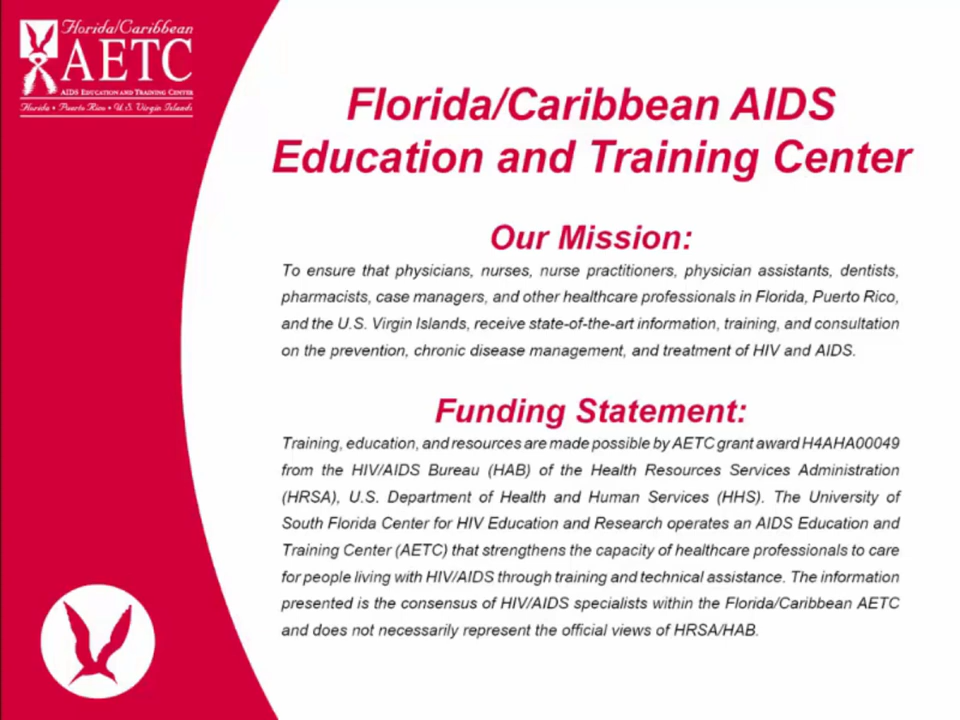 Florida/Caribbean
AETC
AIDS EDUCATION AND TRAINING CENTER
Florida • Puerto Rico • U.S. Virgin Islands
Florida/Caribbean AIDS
Education and Training Center
Our Mission:
To ensure that physicians, nurses, nurse practitioners, physician assistants, dentists,
pharmacists, case managers, and other healthcare professionals in Florida, Puerto Rico,
and the U.S. Virgin Islands, receive state-of-the-art information, training, and consultation
on the prevention, chronic disease management, and treatment of HIV and AIDS.
Funding Statement:
Training, education, and resources are made possible by AETC grant award H4AHA00049
from the HIV/AIDS Bureau (HAB) of the Health Resources Services Administration
(HRSA), U.S. Department of Health and Human Services (HHS). The University of
South Florida Center for HIV Education and Research operates an AIDS Education and
Training Center (AETC) that strengthens the capacity of healthcare professionals to care
for people living with HIV/AIDS through training and technical assistance. The information
presented is the consensus of HIV/AIDS specialists within the Florida/Caribbean AETC
and does not necessarily represent the official views of HRSA/HAB.